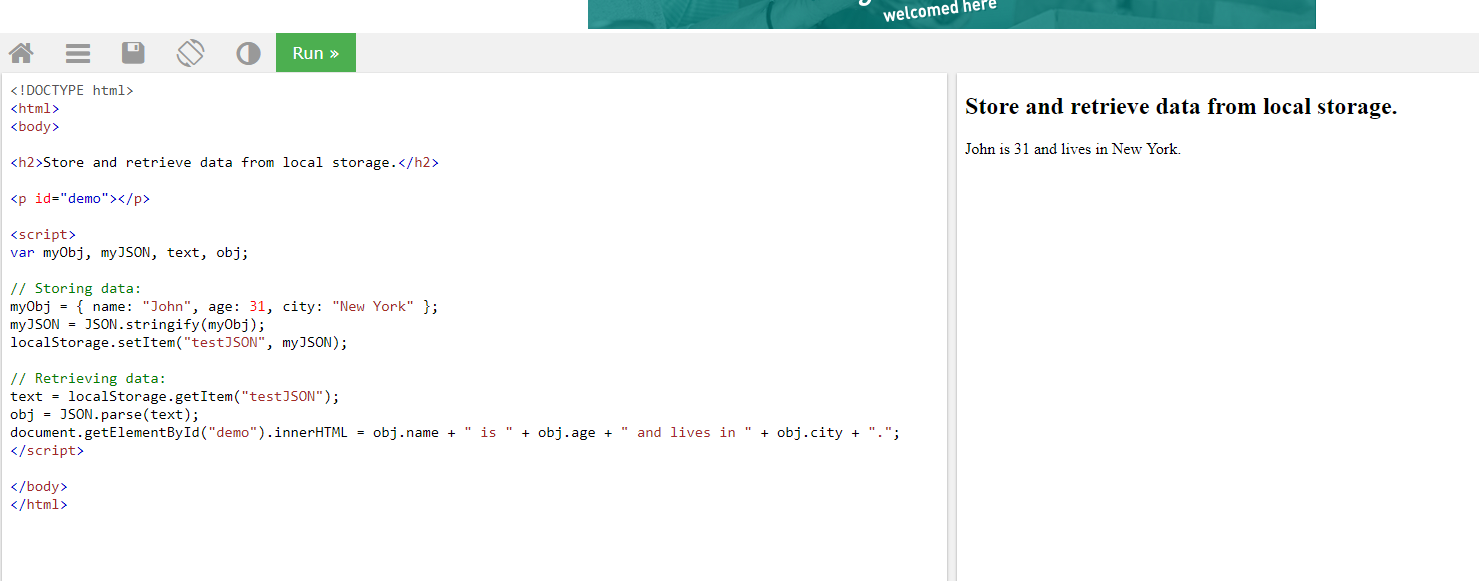 welcomed here
Run »
<!DOCTYPE html>
<html>
<body>
<h2>Store and retrieve data from local storage.</h2>
<p id="demo"></p>
<script>
var myObj, myJSON, text, obj;
// Storing data:
myObj = { name: "John", age: 31, city: "New York" };
myJSON = JSON.stringify(myObj);
localStorage.setItem("testJSON", myJSON);
// Retrieving data:
text = localStorage.getItem("testJSON");
obj = JSON.parse(text);
document.getElementById("demo").innerHTML = obj.name + " is " + obj.age + " and lives in " + obj.city + ".";
</script>
</body>
</html>
Store and retrieve data from local storage.
John is 31 and lives in New York.